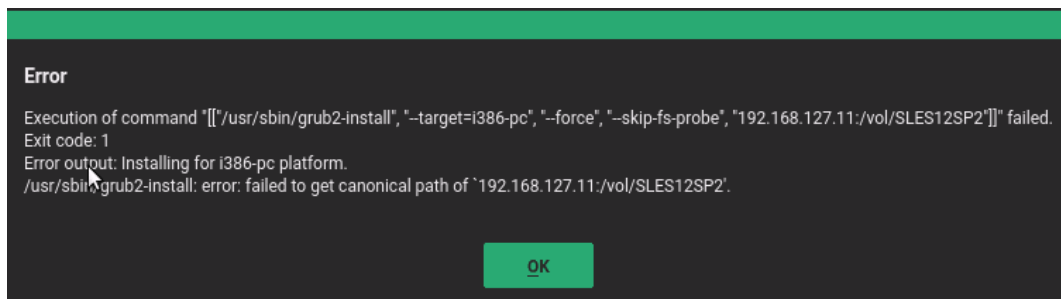 Error
Execution of command "[["/usr/sbin/grub2-install", "--target=i386-pc", "--force", "--skip-fs-probe", "192.168.127.11:/vol/SLES12SP2"]]" failed.
Exit code: 1
Error output: Installing for i386-pc platform.
/usr/sbin/grub2-install: error: failed to get canonical path of `192.168.127.11:/vol/SLES12SP2'.
OK